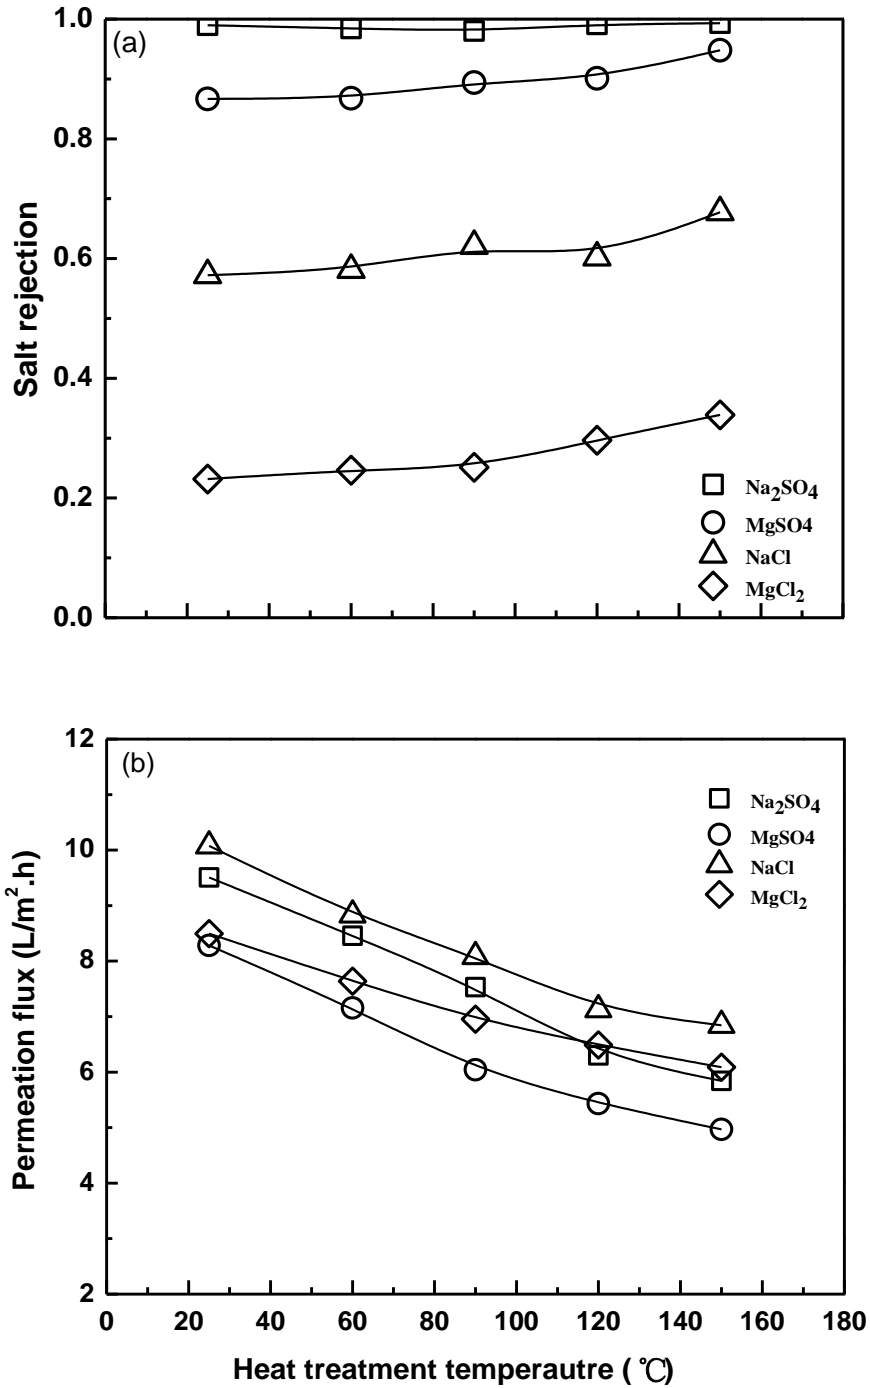 1.0
(a)
0.8
0.6
0.4
0.2
0.0
Salt rejection
Na2SO4
MgSO4
NaCl
MgCl2
12
(b)
10
8
6
4
2
Permeation flux (L/m².h)
Na2SO4
MgSO4
NaCl
MgCl2
0 20 40 60 80 100 120 140 160 180
Heat treatment temperautre ( ℃)